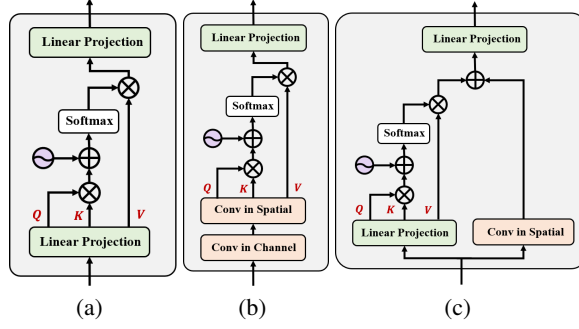 Linear Projection
Softmax
Q K V
Linear Projection
(a)
Linear Projection
Softmax
Q K V
Conv in Spatial
Conv in Channel
(b)
Linear Projection
Softmax
Q K V
Linear Projection
Conv in Spatial
(c)